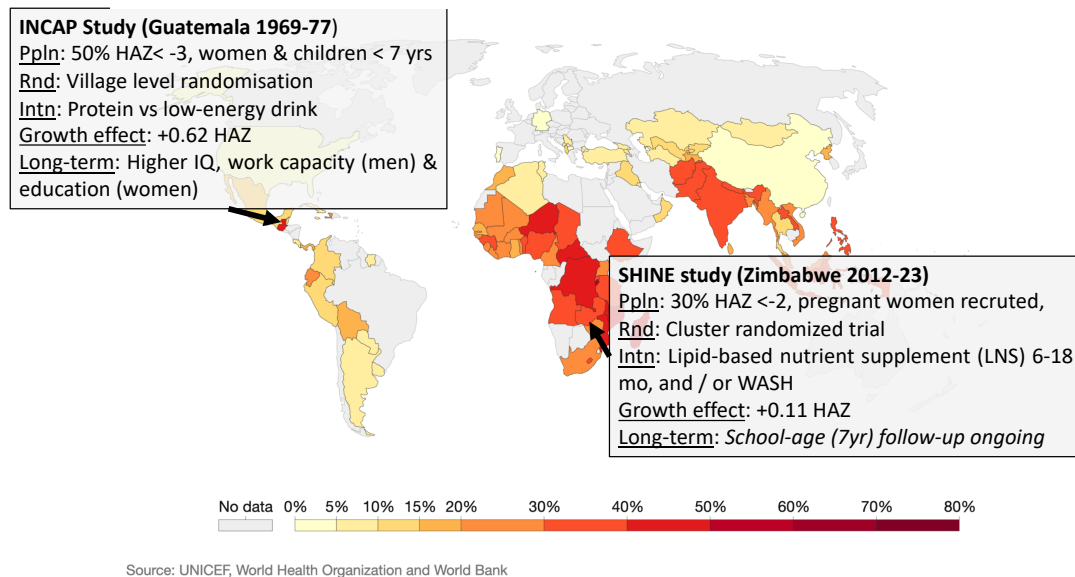 INCAP Study (Guatemala 1969-77)
Ppln: 50% HAZ< -3, women & children < 7 yrs
Rnd: Village level randomisation
Intn: Protein vs low-energy drink
Growth effect: +0.62 HAZ
Long-term: Higher IQ, work capacity (men) &
education (women)
SHINE study (Zimbabwe 2012-23)
Ppln: 30% HAZ <-2, pregnant women recruted,
Rnd: Cluster randomized trial
Intn: Lipid-based nutrient supplement (LNS) 6-18
mo, and / or WASH
Growth effect: +0.11 HAZ
Long-term: School-age (7yr) follow-up ongoing
No data 0% 5% 10% 15% 20% 30% 40% 50% 60% 70% 80%
Source: UNICEF, World Health Organization and World Bank